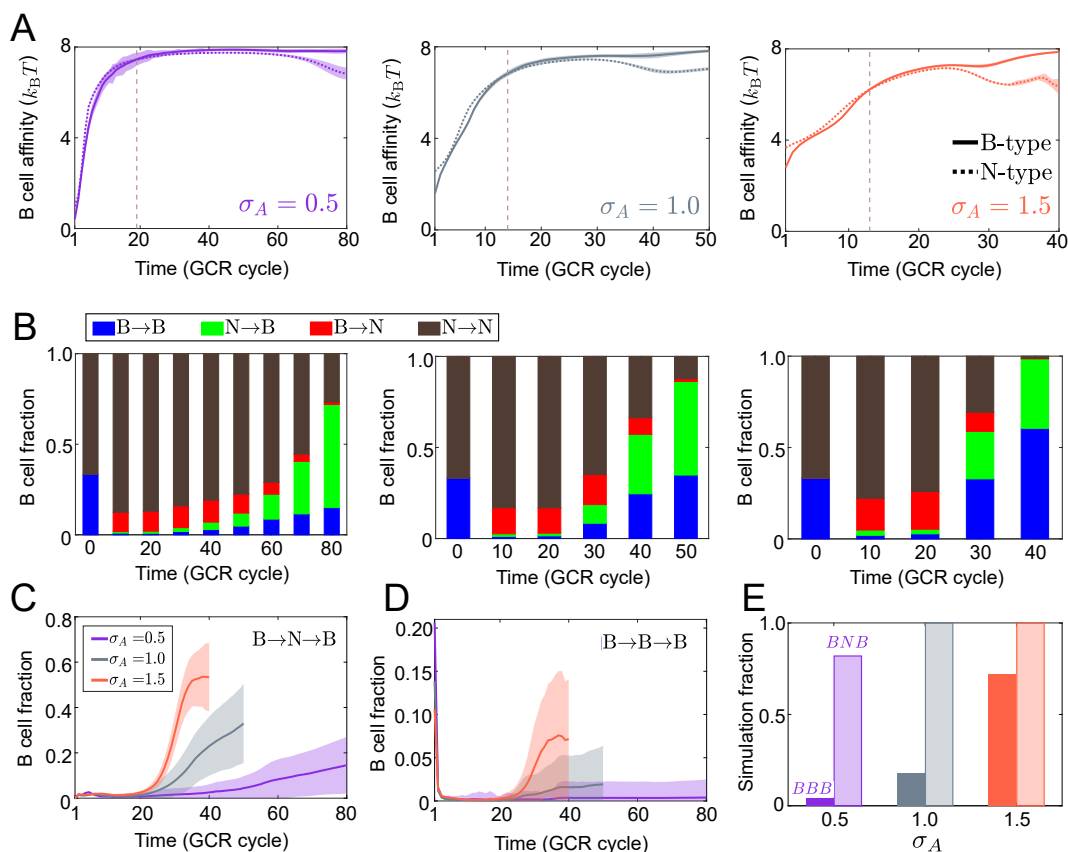 A
B cell affinity (k_B T)
8
4
0
1
20
40
60
80
Time (GCR cycle)
σ_A = 0.5
B cell affinity (k_B T)
8
4
0
1
10
20
30
40
50
Time (GCR cycle)
σ_A = 1.0
B cell affinity (k_B T)
8
4
0
1
10
20
30
40
Time (GCR cycle)
B-type
N-type
σ_A = 1.5
B
B→B
N→B
B→N
N→N
B cell fraction
1.0
0.5
0
0
20
40
60
80
Time (GCR cycle)
B cell fraction
1.0
0.5
0
0
10
20
30
40
50
Time (GCR cycle)
B cell fraction
1.0
0.5
0
0
10
20
30
40
Time (GCR cycle)
C
B cell fraction
0.8
0.6
0.4
0.2
0
1
20
40
60
80
Time (GCR cycle)
σ_A =0.5
σ_A =1.0
σ_A =1.5
B→N→B
D
B cell fraction
0.20
0.15
0.10
0.05
0
1
20
40
60
80
Time (GCR cycle)
B→B→B
E
Simulation fraction
1.0
0.5
0
BBB
BNB
0.5
1.0
1.5
σ_A